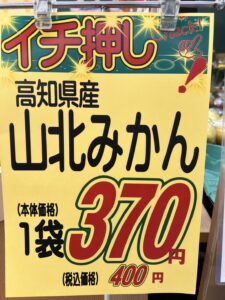 イチ押し
高知県産
山北みかん
(本体価格)
1袋370円
(税込価格) 400円